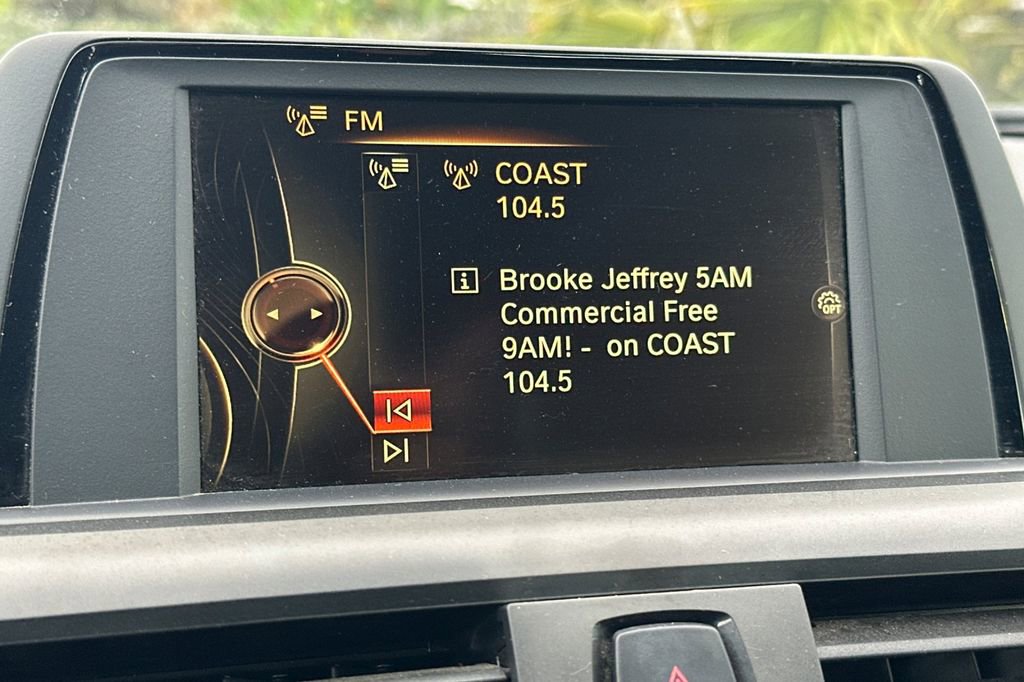 FM
COAST
104.5
i Brooke Jeffrey 5AM
Commercial Free
9AM! - on COAST
104.5
OPT